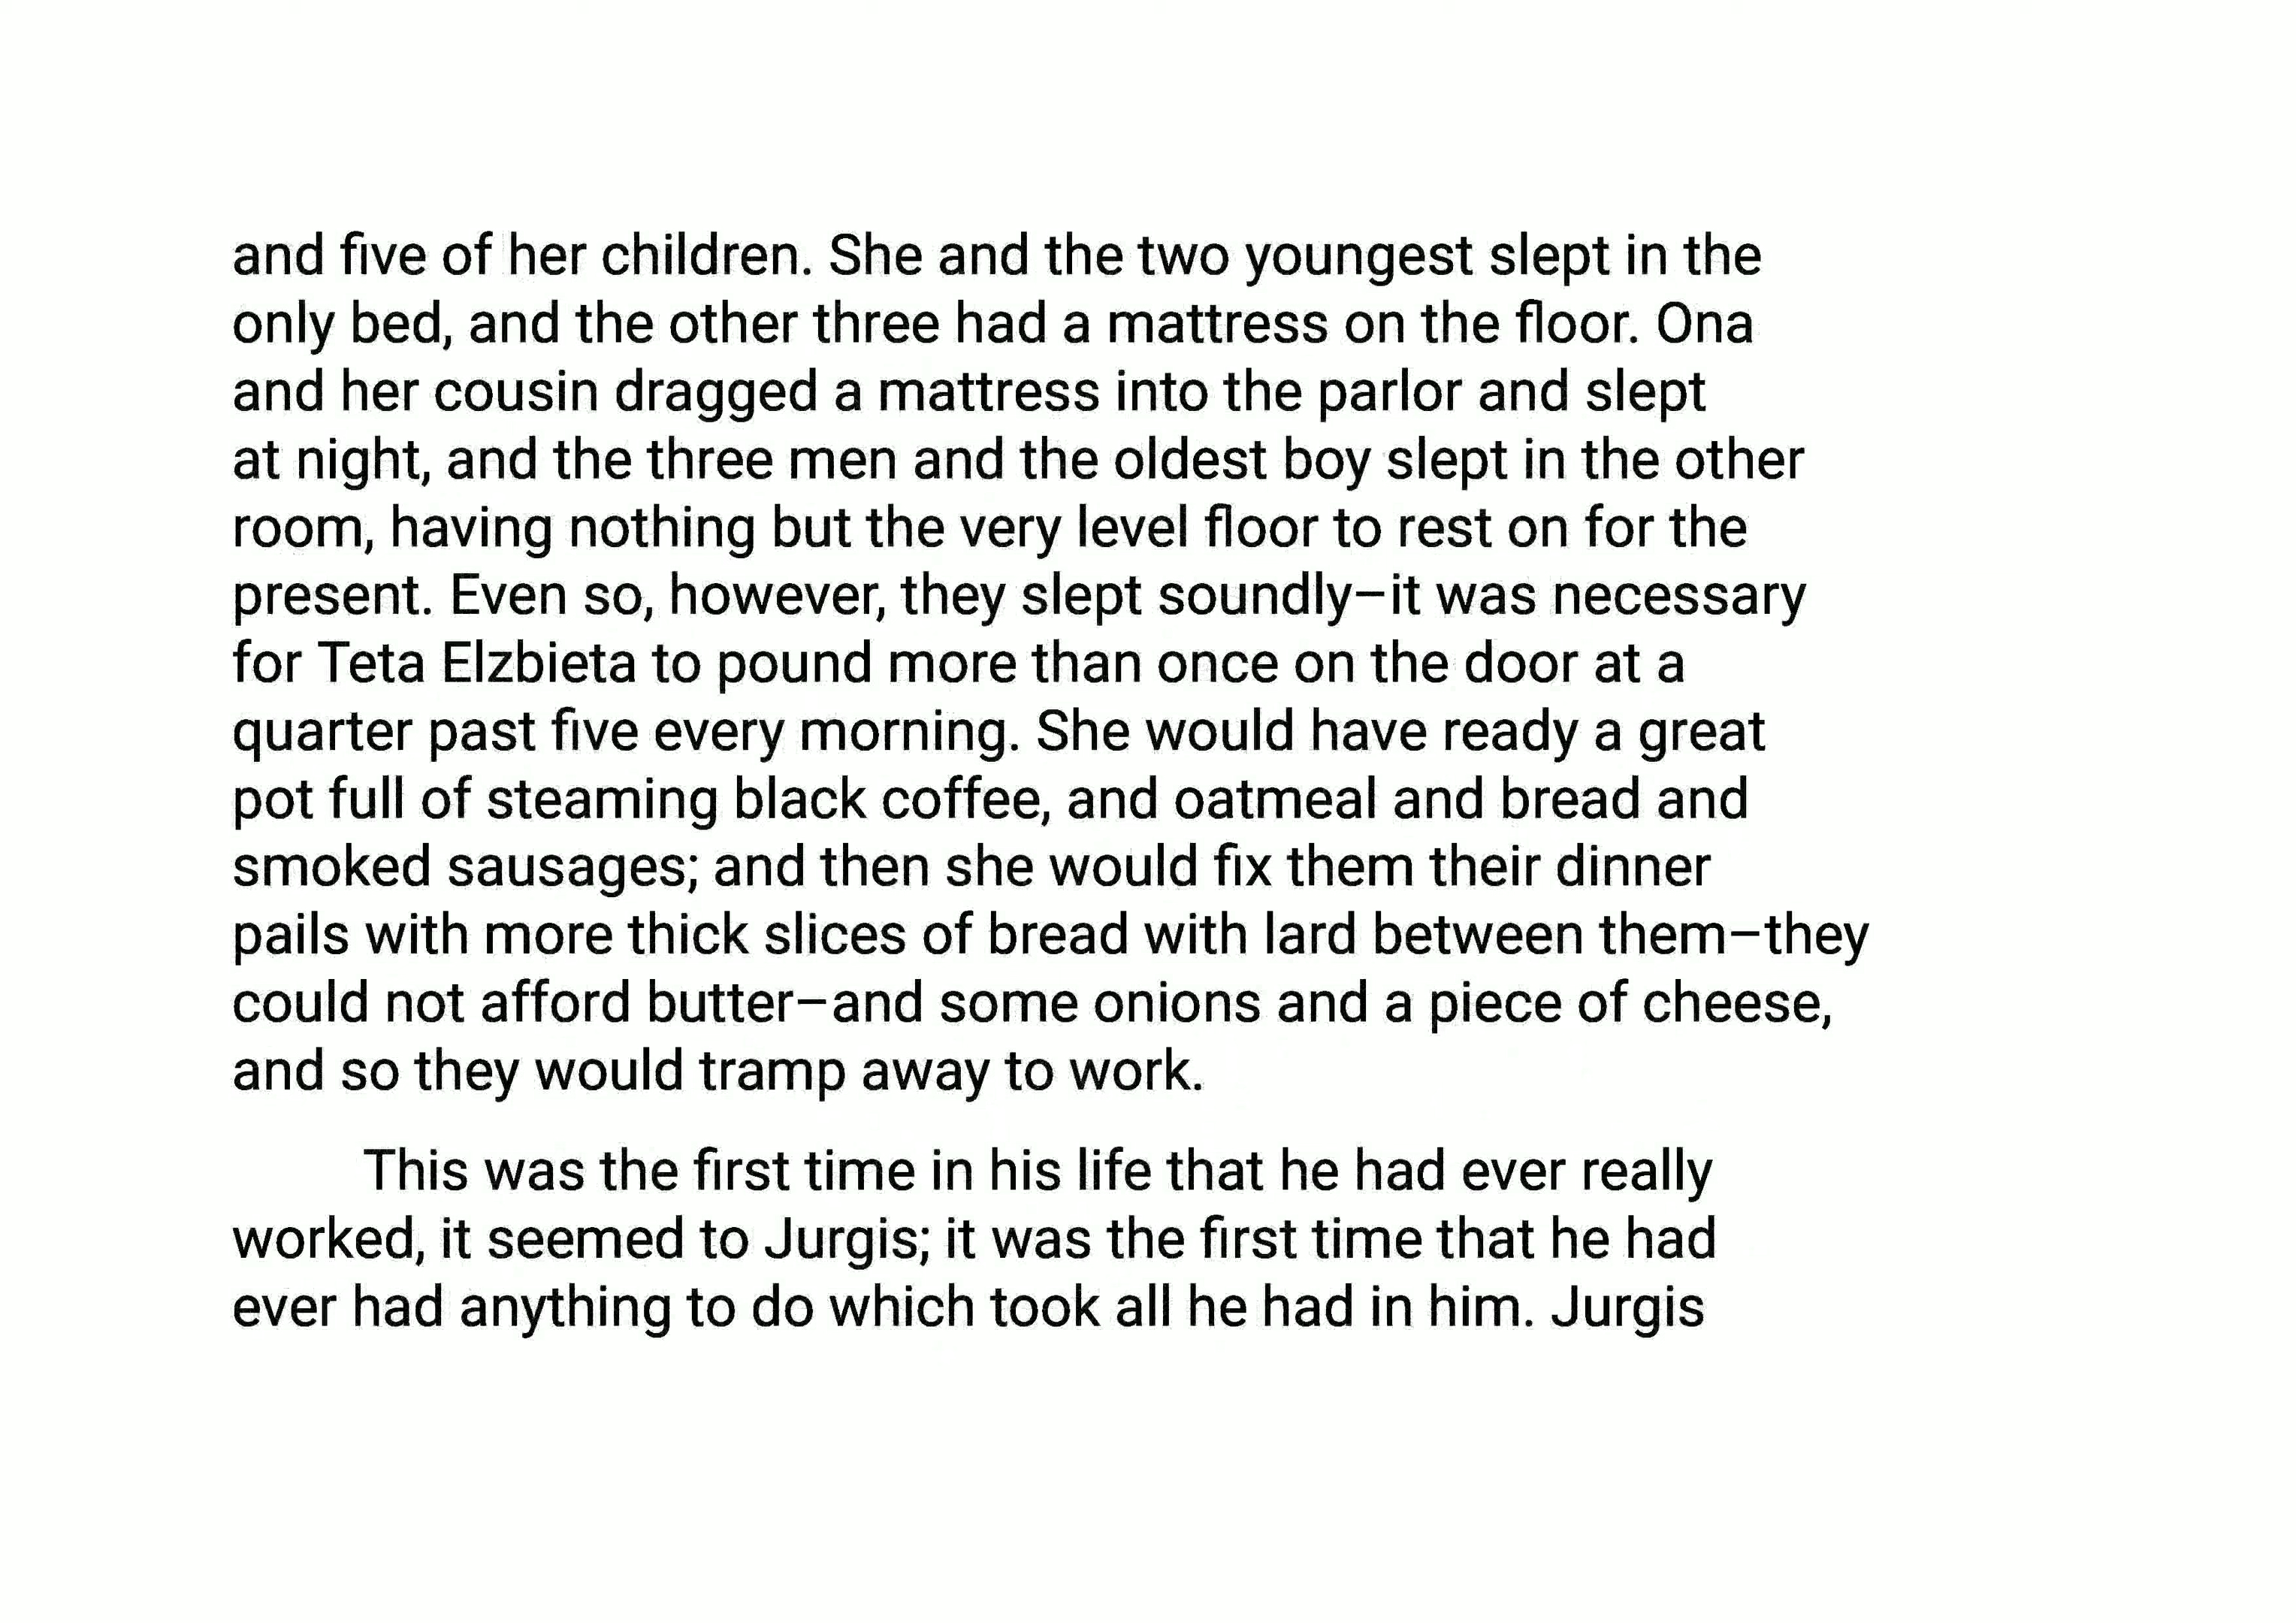 and five of her children. She and the two youngest slept in the
only bed, and the other three had a mattress on the floor. Ona
and her cousin dragged a mattress into the parlor and slept
at night, and the three men and the oldest boy slept in the other
room, having nothing but the very level floor to rest on for the
present. Even so, however, they slept soundly–it was necessary
for Teta Elzbieta to pound more than once on the door at a
quarter past five every morning. She would have ready a great
pot full of steaming black coffee, and oatmeal and bread and
smoked sausages; and then she would fix them their dinner
pails with more thick slices of bread with lard between them–they
could not afford butter–and some onions and a piece of cheese,
and so they would tramp away to work.
This was the first time in his life that he had ever really
worked, it seemed to Jurgis; it was the first time that he had
ever had anything to do which took all he had in him. Jurgis